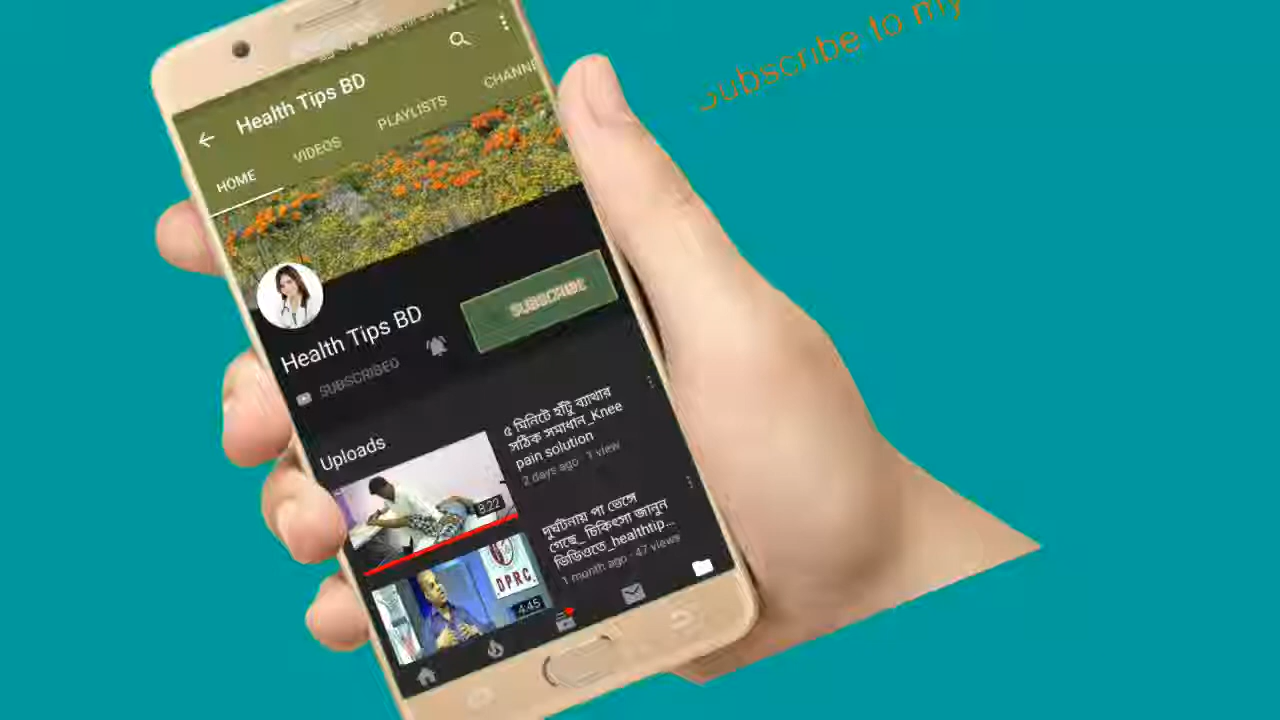 Subscribe to my
Health Tips BD
HOME
VIDEOS
PLAYLISTS
CHANNE
Health Tips BD
SUBSCRIBE
SUBSCRIBED
Uploads
৫ মিনিটে হাঁটু ব্যাথার
সঠিক সমাধান_Knee
pain solution
2 days ago · 1 view
8:22
দুর্ঘটনায় পা ভেঙ্গে
গেছে_ চিকিৎসা জানুন
ভিডিওতে_healthtip...
1 month ago · 47 views
DPRC
4:45